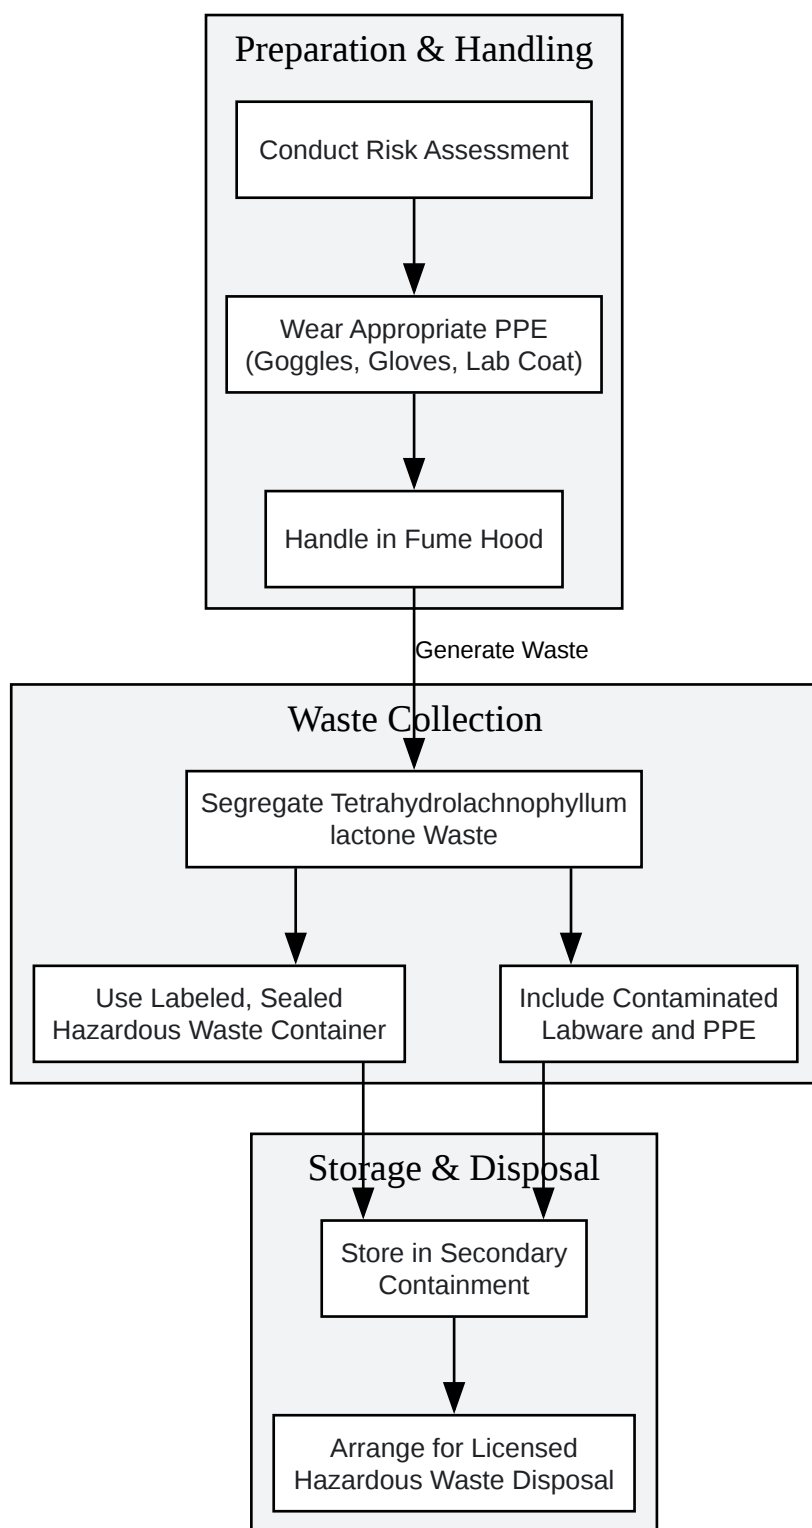 Preparation & Handling
Conduct Risk Assessment
Wear Appropriate PPE
(Goggles, Gloves, Lab Coat)
Handle in Fume Hood
Generate Waste
Waste Collection
Segregate Tetrahydrolachnophyllum
lactone Waste
Use Labeled, Sealed
Hazardous Waste Container
Include Contaminated
Labware and PPE
Storage & Disposal
Store in Secondary
Containment
Arrange for Licensed
Hazardous Waste Disposal